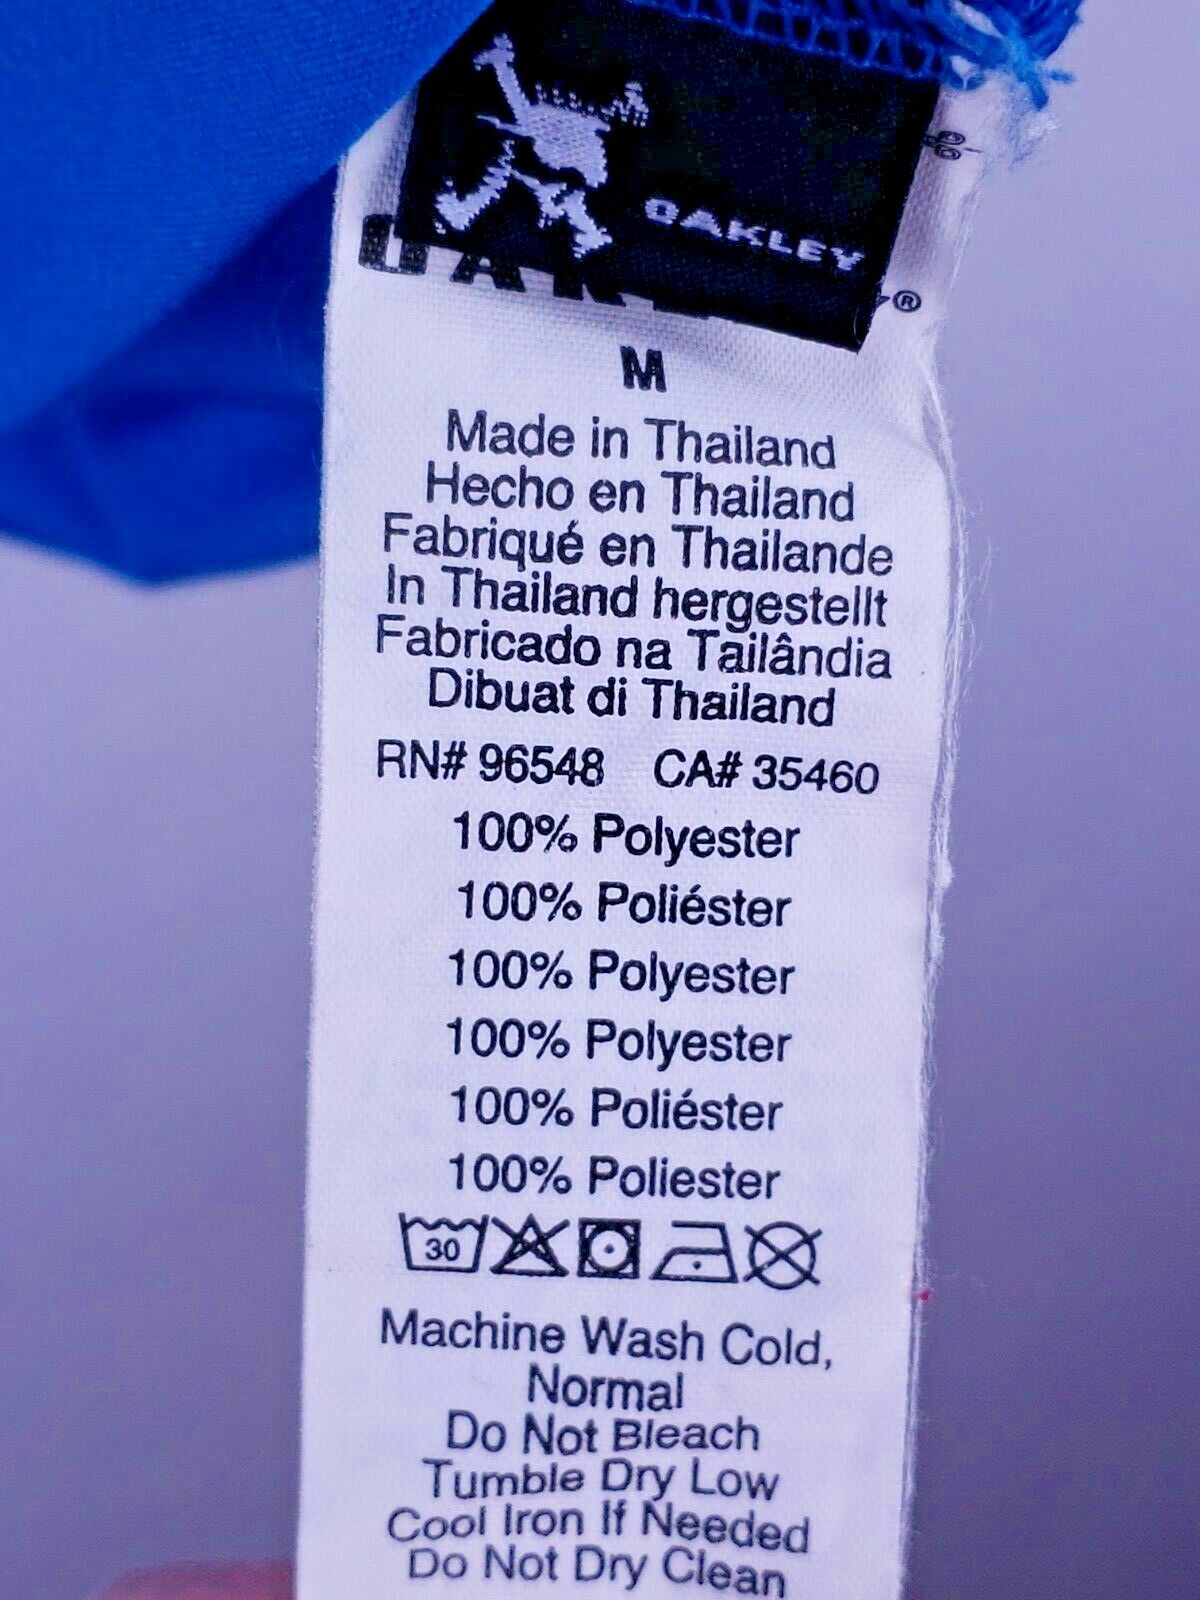 OAKLEY
M
Made in Thailand
Hecho en Thailand
Fabriqué en Thailande
In Thailand hergestellt
Fabricado na Tailândia
Dibuat di Thailand
RN# 96548 CA# 35460
100% Polyester
100% Poliéster
100% Polyester
100% Polyester
100% Poliéster
100% Poliester
30
Machine Wash Cold,
Normal
Do Not Bleach
Tumble Dry Low
Cool Iron If Needed
Do Not Dry Clean